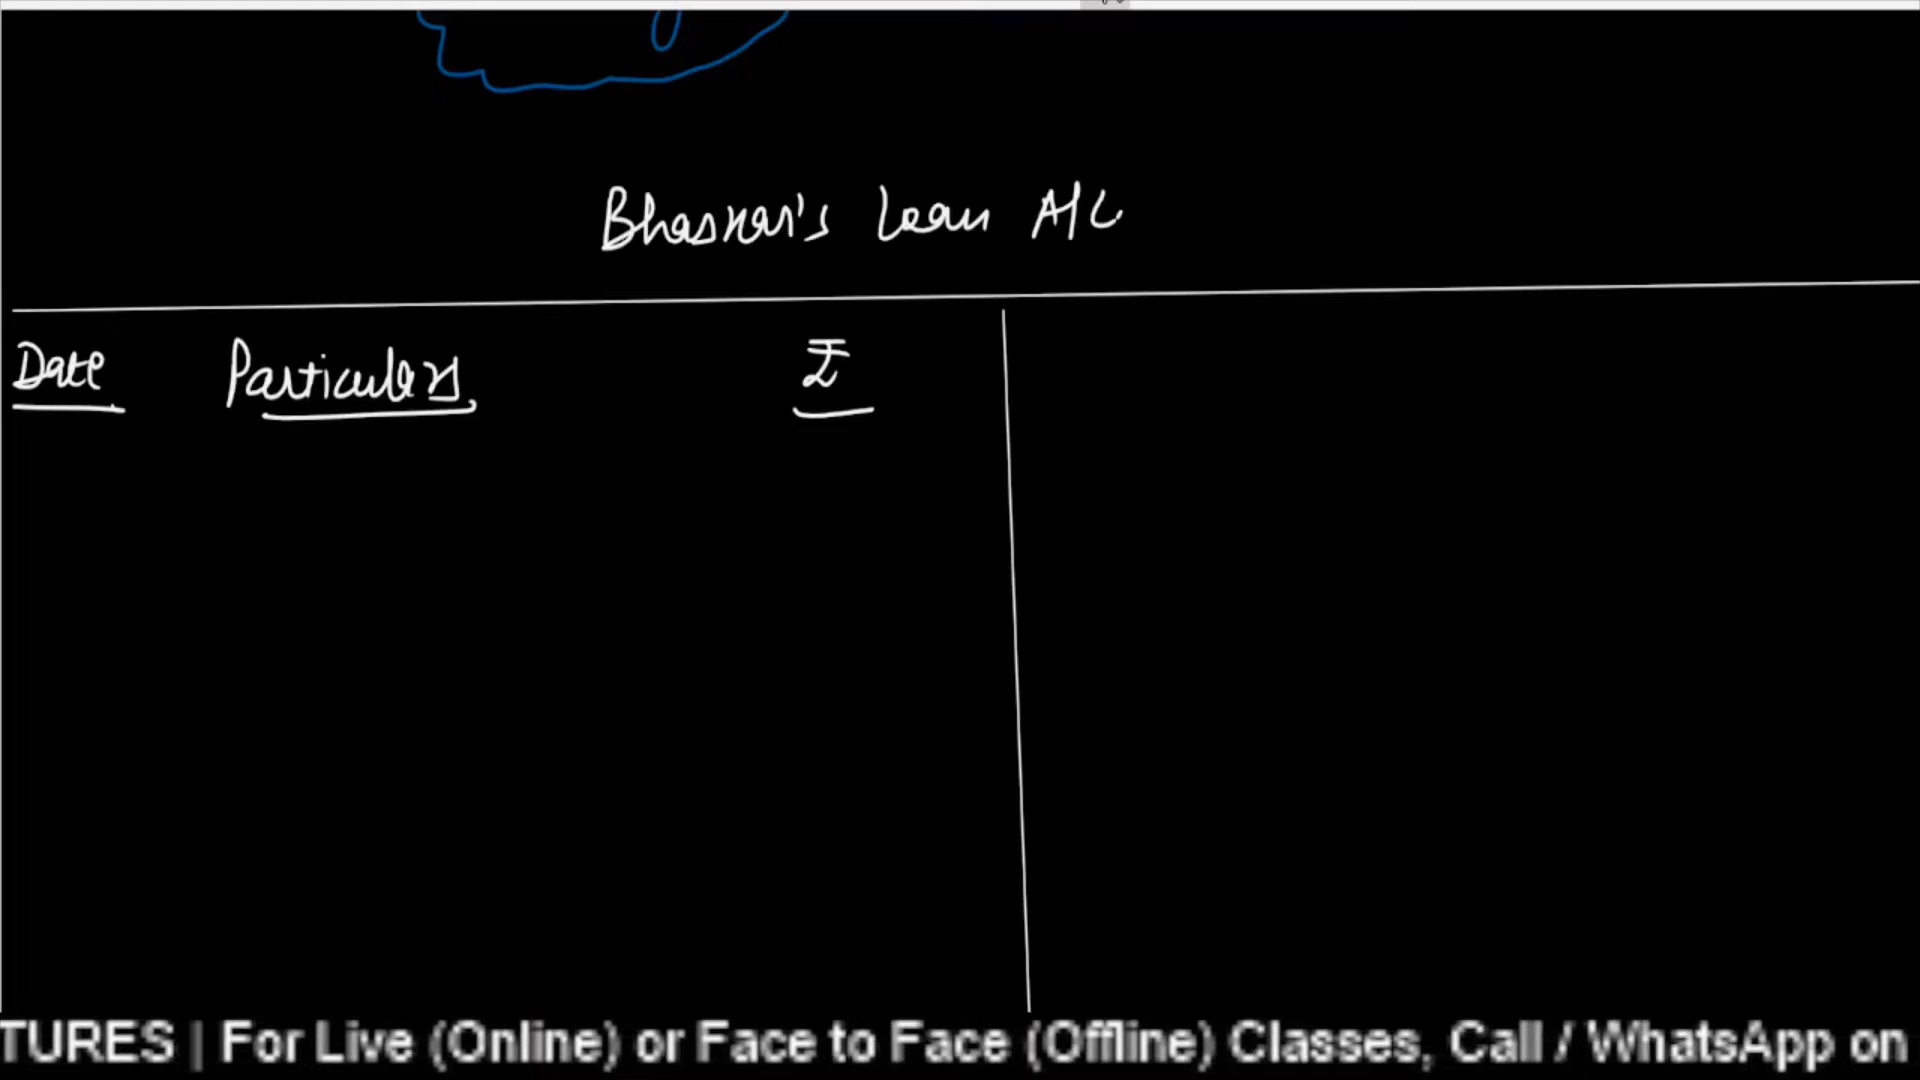 Bhaskar's Loan A/C
Date Particulars ₹
TURES | For Live (Online) or Face to Face (Offline) Classes, Call / WhatsApp on